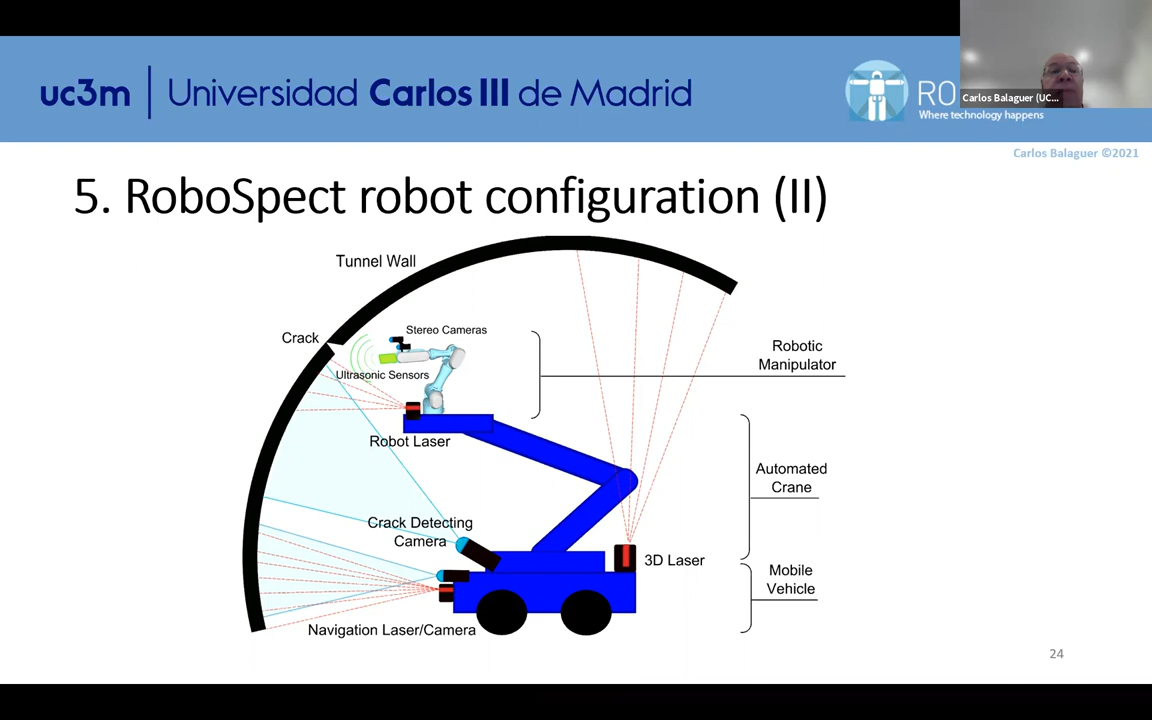 uc3m | Universidad Carlos III de Madrid
RO
Where technology happens
Carlos Balaguer (UC...
Carlos Balaguer ©2021
5. RoboSpect robot configuration (II)
Tunnel Wall
Crack
Stereo Cameras
Ultrasonic Sensors
Robot Laser
Robotic
Manipulator
Automated
Crane
Crack Detecting
Camera
3D Laser
Mobile
Vehicle
Navigation Laser/Camera
24